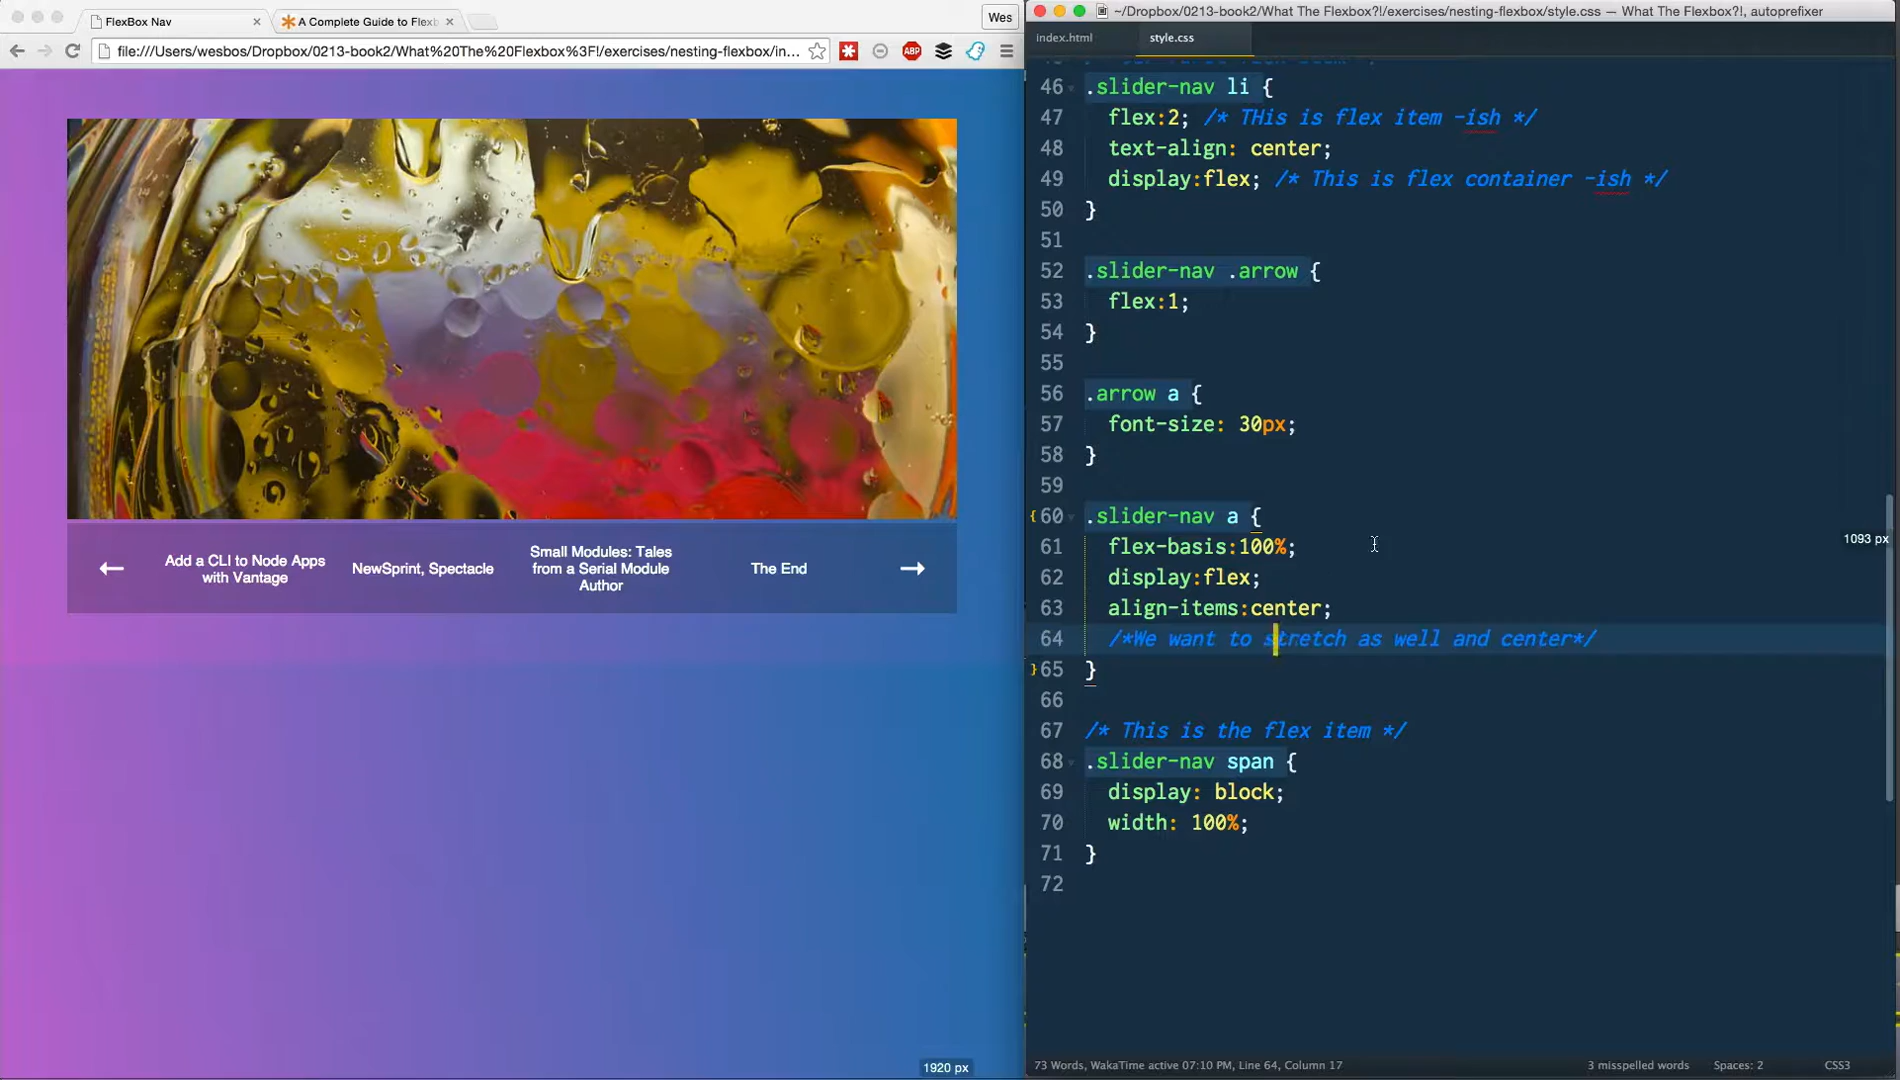 FlexBox Nav
A Complete Guide to Flexb
Wes
file:///Users/wesbos/Dropbox/0213-book2/What%20The%20Flexbox%3F!/exercises/nesting-flexbox/in...
ABP
←
Add a CLI to Node Apps
with Vantage
NewSprint, Spectacle
Small Modules: Tales
from a Serial Module
Author
The End
→
1920 px
~/Dropbox/0213-book2/What The Flexbox?!/exercises/nesting-flexbox/style.css — What The Flexbox?!, autoprefixer
index.html
style.css
46 .slider-nav li {
47 flex:2; /* THis is flex item -ish */
48 text-align: center;
49 display:flex; /* This is flex container -ish */
50 }
51
52 .slider-nav .arrow {
53 flex:1;
54 }
55
56 .arrow a {
57 font-size: 30px;
58 }
59
60 .slider-nav a {
61 flex-basis:100%;
62 display:flex;
63 align-items:center;
64 /*We want to stretch as well and center*/
65 }
66
67 /* This is the flex item */
68 .slider-nav span {
69 display: block;
70 width: 100%;
71 }
72
1093 px
73 Words, WakaTime active 07:10 PM, Line 64, Column 17
3 misspelled words
Spaces: 2
CSS3